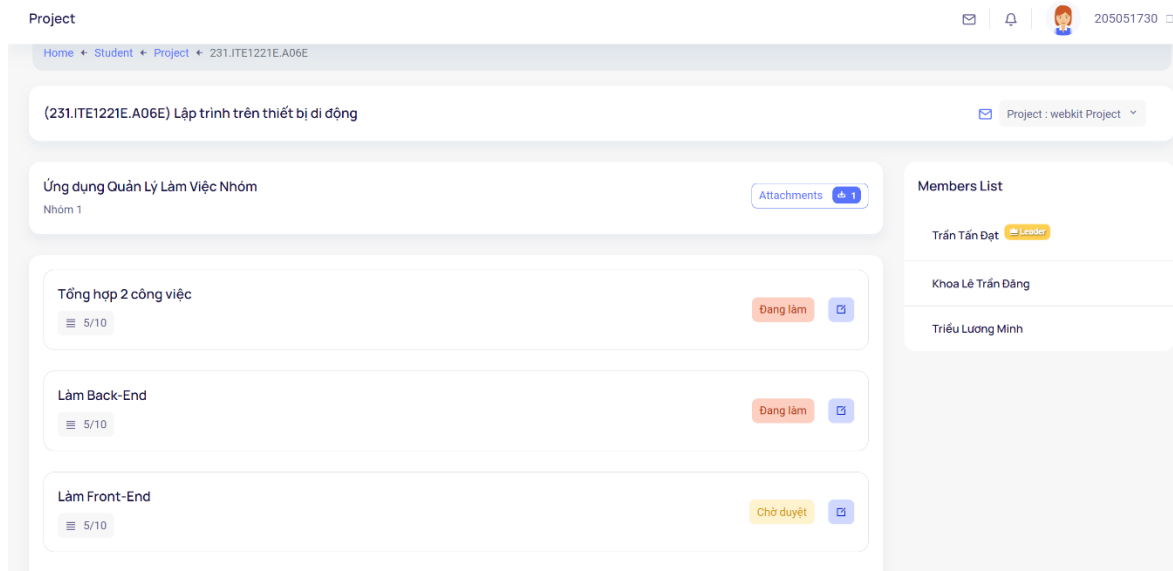 Project
205051730
Home ← Student ← Project ← 231.ITE1221E.A06E
(231.ITE1221E.A06E) Lập trình trên thiết bị di động
Project : webkit Project
Ứng dụng Quản Lý Làm Việc Nhóm
Nhóm 1
Attachments 1
Tổng hợp 2 công việc
5/10
Đang làm
Làm Back-End
5/10
Đang làm
Làm Front-End
5/10
Chờ duyệt
Members List
Trần Tấn Đạt Leader
Khoa Lê Trần Đăng
Triều Lương Minh